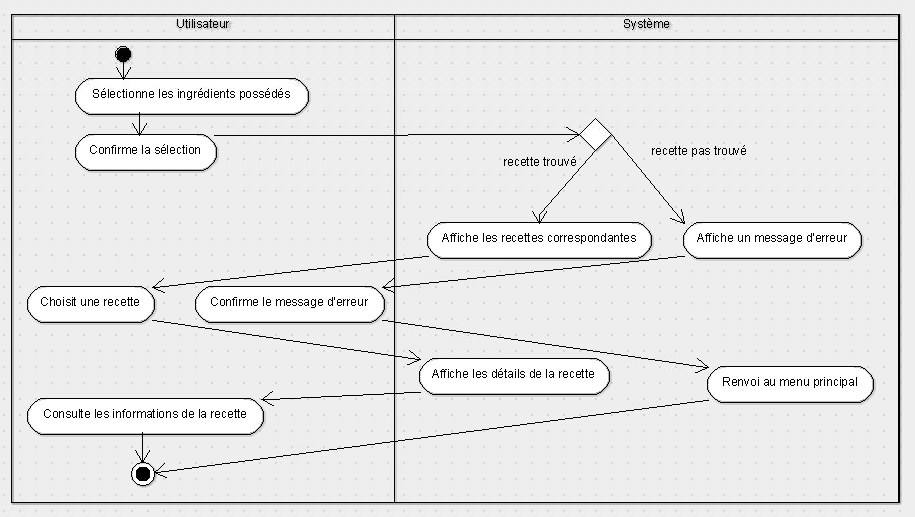 Utilisateur
Système
Sélectionne les ingrédients possédés
Confirme la sélection
recette trouvé
recette pas trouvé
Affiche les recettes correspondantes
Affiche un message d'erreur
Choisit une recette
Confirme le message d'erreur
Affiche les détails de la recette
Renvoi au menu principal
Consulte les informations de la recette